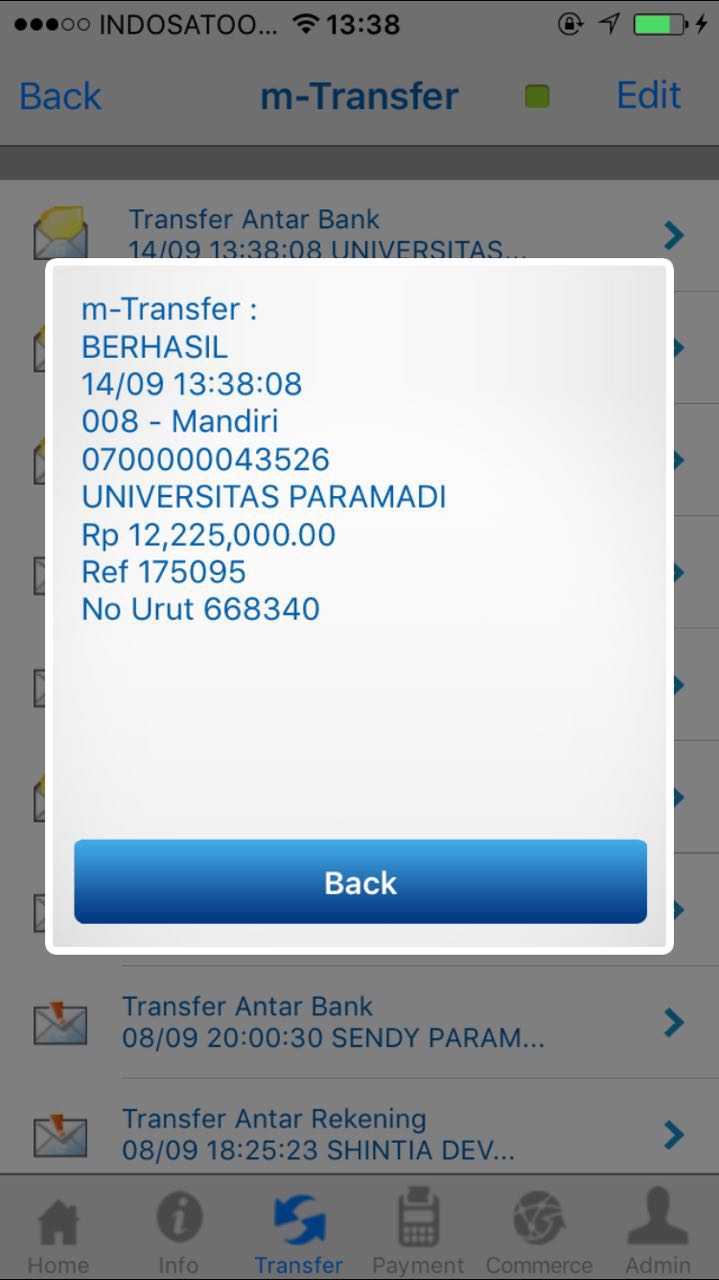 INDOSATOO... 13:38
Back m-Transfer Edit
Transfer Antar Bank
14/09 13:38:08 UNIVERSITAS...
m-Transfer :
BERHASIL
14/09 13:38:08
008 - Mandiri
0700000043526
UNIVERSITAS PARAMADI
Rp 12,225,000.00
Ref 175095
No Urut 668340
Back
Transfer Antar Bank
08/09 20:00:30 SENDY PARAM...
Transfer Antar Rekening
08/09 18:25:23 SHINTIA DEV...
Home Info Transfer Payment Commerce Admin